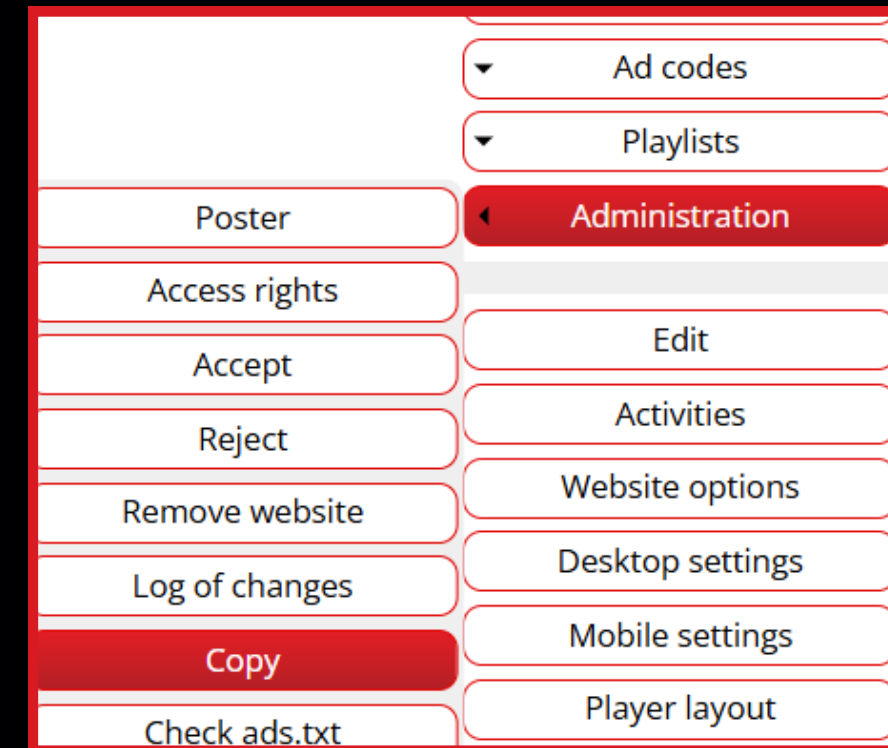 Ad codes
Playlists
Administration
Poster
Access rights
Accept
Reject
Remove website
Log of changes
Copy
Check ads.txt
Edit
Activities
Website options
Desktop settings
Mobile settings
Player layout